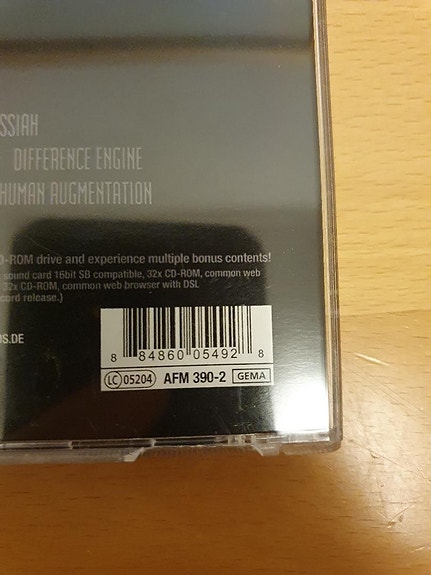 SSIAH
DIFFERENCE ENGINE
HUMAN AUGMENTATION
D-ROM drive and experience multiple bonus contents!
sound card 16bit SB compatible, 32x CD-ROM, common web
32x CD-ROM, common web browser with DSL
cord release.)
S.DE
8 84860 05492 8
LC 05204 AFM 390-2 GEMA